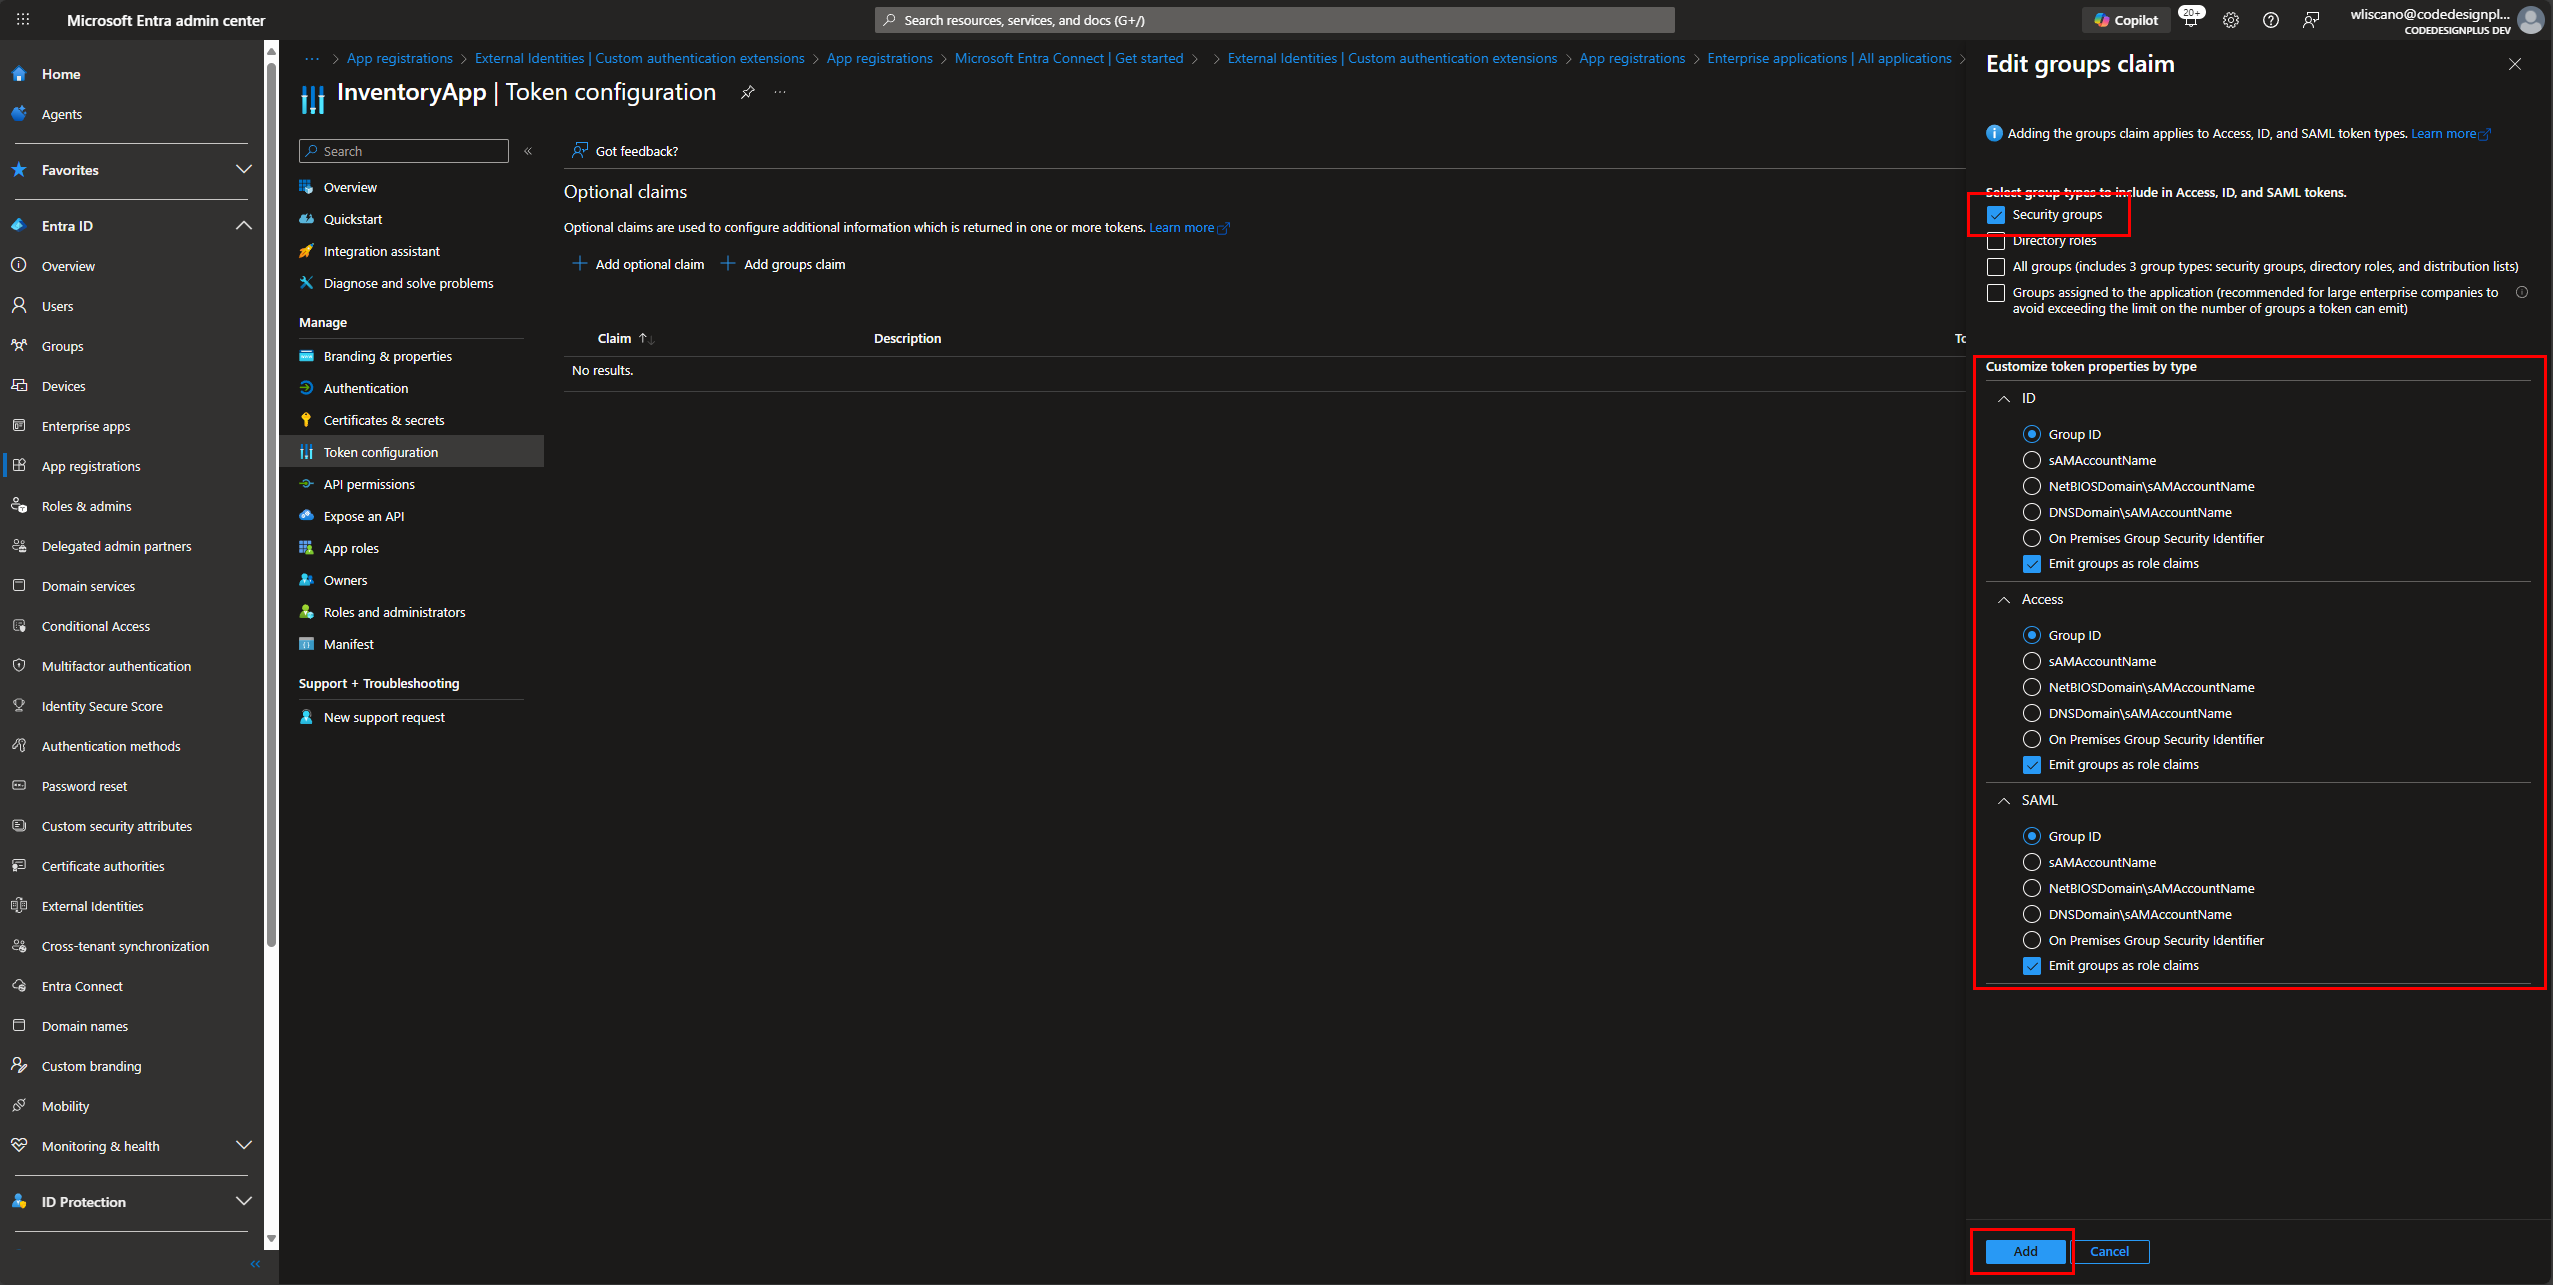 Microsoft Entra admin center
Search resources, services, and docs (G+/)
Copilot
20+
wliscano@codedesignpl...
CODEDESIGNPLUS DEV
Home
Agents
Favorites
Entra ID
Overview
Users
Groups
Devices
Enterprise apps
App registrations
Roles & admins
Delegated admin partners
Domain services
Conditional Access
Multifactor authentication
Identity Secure Score
Authentication methods
Password reset
Custom security attributes
Certificate authorities
External Identities
Cross-tenant synchronization
Entra Connect
Domain names
Custom branding
Mobility
Monitoring & health
ID Protection
... > App registrations > External Identities | Custom authentication extensions > App registrations > Microsoft Entra Connect | Get started > > External Identities | Custom authentication extensions > App registrations > Enterprise applications | All applications >
InventoryApp | Token configuration ...
Search
Overview
Quickstart
Integration assistant
Diagnose and solve problems
Manage
Branding & properties
Authentication
Certificates & secrets
Token configuration
API permissions
Expose an API
App roles
Owners
Roles and administrators
Manifest
Support + Troubleshooting
New support request
Got feedback?
Optional claims
Optional claims are used to configure additional information which is returned in one or more tokens. Learn more
Add optional claim
Add groups claim
Claim
Description
To
No results.
Edit groups claim
Adding the groups claim applies to Access, ID, and SAML token types. Learn more
Select group types to include in Access, ID, and SAML tokens.
Security groups
Directory roles
All groups (includes 3 group types: security groups, directory roles, and distribution lists)
Groups assigned to the application (recommended for large enterprise companies to
avoid exceeding the limit on the number of groups a token can emit)
Customize token properties by type
ID
Group ID
sAMAccountName
NetBIOSDomain\sAMAccountName
DNSDomain\sAMAccountName
On Premises Group Security Identifier
Emit groups as role claims
Access
Group ID
sAMAccountName
NetBIOSDomain\sAMAccountName
DNSDomain\sAMAccountName
On Premises Group Security Identifier
Emit groups as role claims
SAML
Group ID
sAMAccountName
NetBIOSDomain\sAMAccountName
DNSDomain\sAMAccountName
On Premises Group Security Identifier
Emit groups as role claims
Add
Cancel